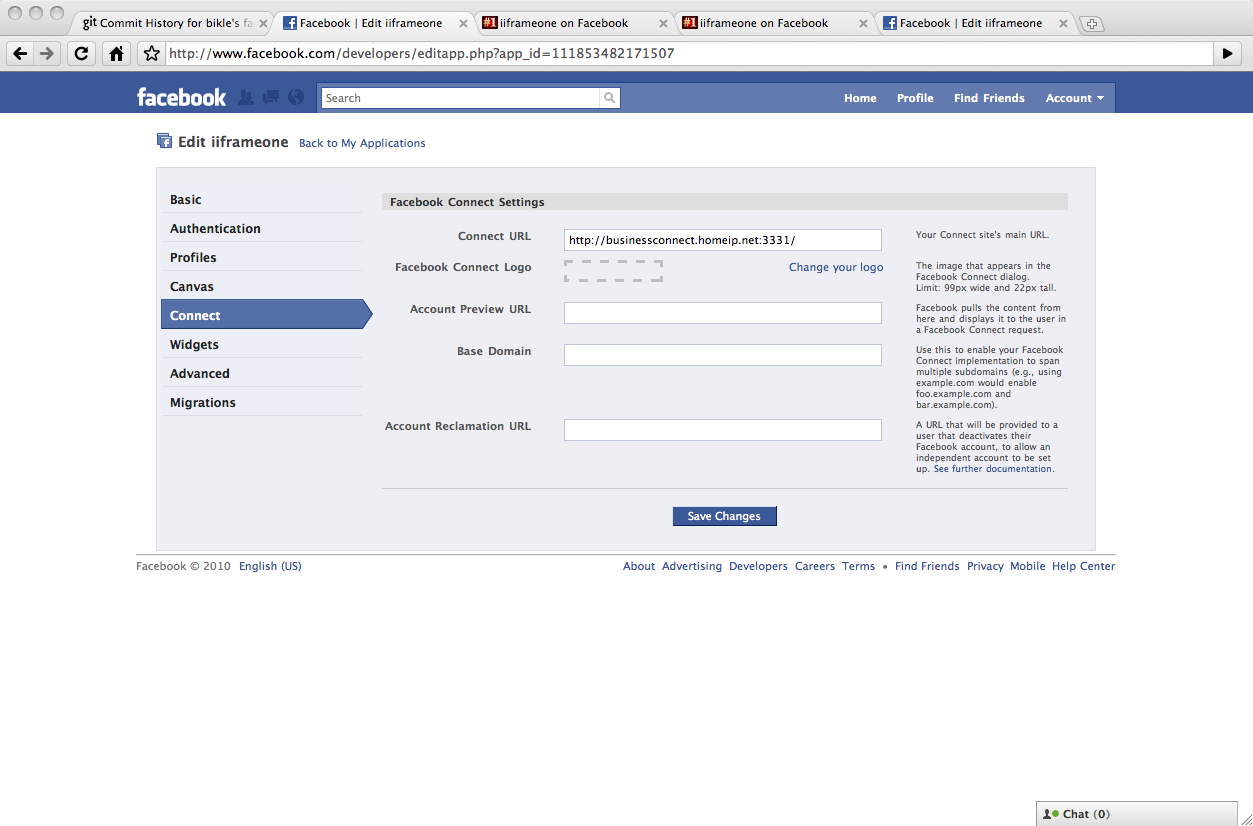 git Commit History for bikle's fa
Facebook | Edit iiframeone
#1 iiframeone on Facebook
#1 iiframeone on Facebook
Facebook | Edit iiframeone
http://www.facebook.com/developers/editapp.php?app_id=111853482171507
facebook
Search
Home Profile Find Friends Account
Edit iiframeone Back to My Applications
Basic
Authentication
Profiles
Canvas
Connect
Widgets
Advanced
Migrations
Facebook Connect Settings
Connect URL
http://businessconnect.homeip.net:3331/
Your Connect site's main URL.
Facebook Connect Logo
Change your logo
The image that appears in the
Facebook Connect dialog.
Limit: 99px wide and 22px tall.
Account Preview URL
Facebook pulls the content from
here and displays it to the user in
a Facebook Connect request.
Base Domain
Use this to enable your Facebook
Connect implementation to span
multiple subdomains (e.g., using
example.com would enable
foo.example.com and
bar.example.com).
Account Reclamation URL
A URL that will be provided to a
user that deactivates their
Facebook account, to allow an
independent account to be set
up. See further documentation.
Save Changes
Facebook © 2010 English (US)
About Advertising Developers Careers Terms • Find Friends Privacy Mobile Help Center
Chat (0)